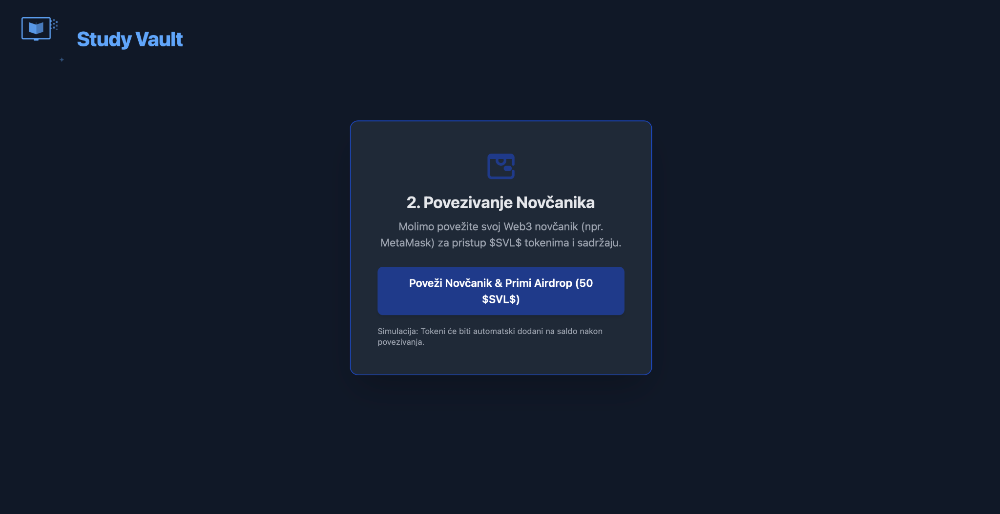 Study Vault
2. Povezivanje Novčanika
Molimo povežite svoj Web3 novčanik (npr.
MetaMask) za pristup $SVL$ tokenima i sadržaju.
Poveži Novčanik & Primi Airdrop (50
$SVL$)
Simulacija: Tokeni će biti automatski dodani na saldo nakon
povezivanja.